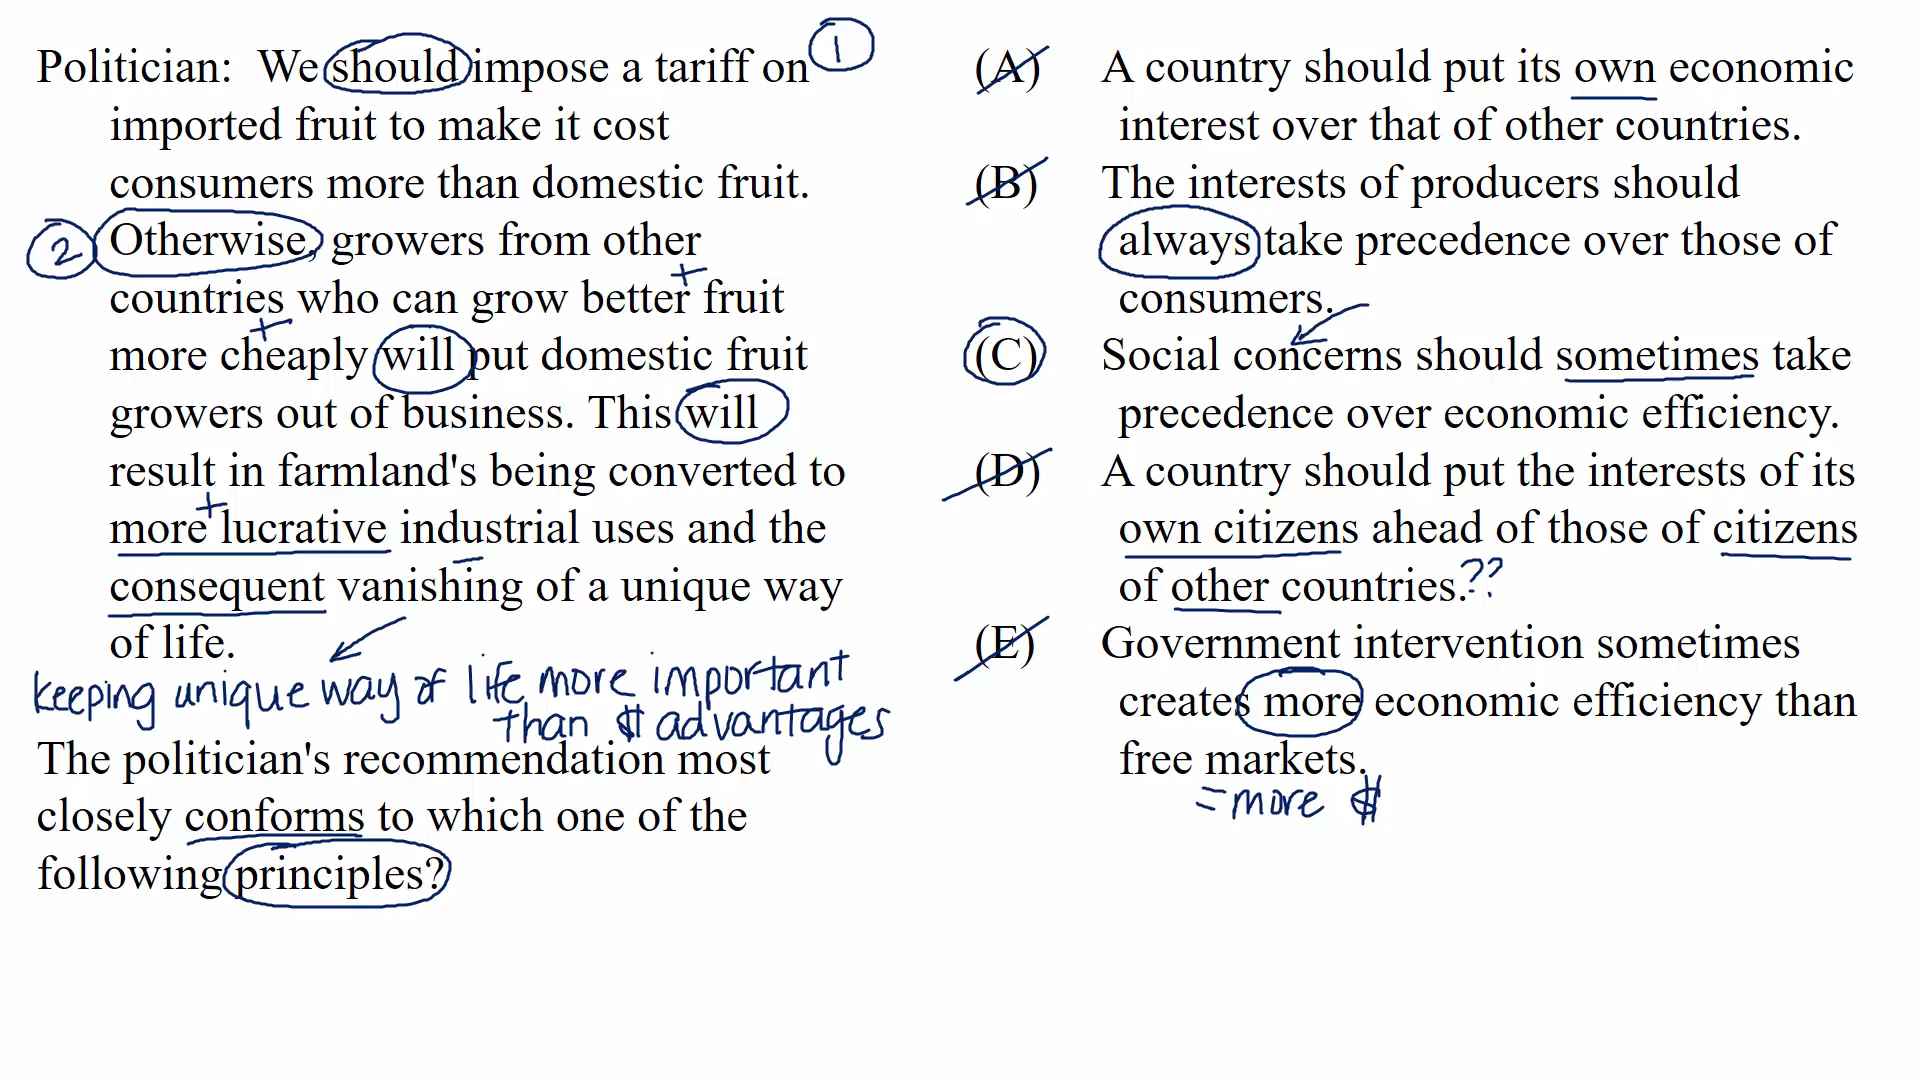 Politician: We should impose a tariff on
1
imported fruit to make it cost
consumers more than domestic fruit.
2
Otherwise, growers from other
countries who can grow better fruit
+
more cheaply will put domestic fruit
+
growers out of business. This will
result in farmland's being converted to
more lucrative industrial uses and the
+
consequent vanishing of a unique way
–
of life.
keeping unique way of life more important
than $ advantages
The politician's recommendation most
closely conforms to which one of the
following principles?
(A) A country should put its own economic
interest over that of other countries.
(B) The interests of producers should
always take precedence over those of
consumers.
(C) Social concerns should sometimes take
precedence over economic efficiency.
(D) A country should put the interests of its
own citizens ahead of those of citizens
of other countries.??
(E) Government intervention sometimes
creates more economic efficiency than
free markets.
= more $